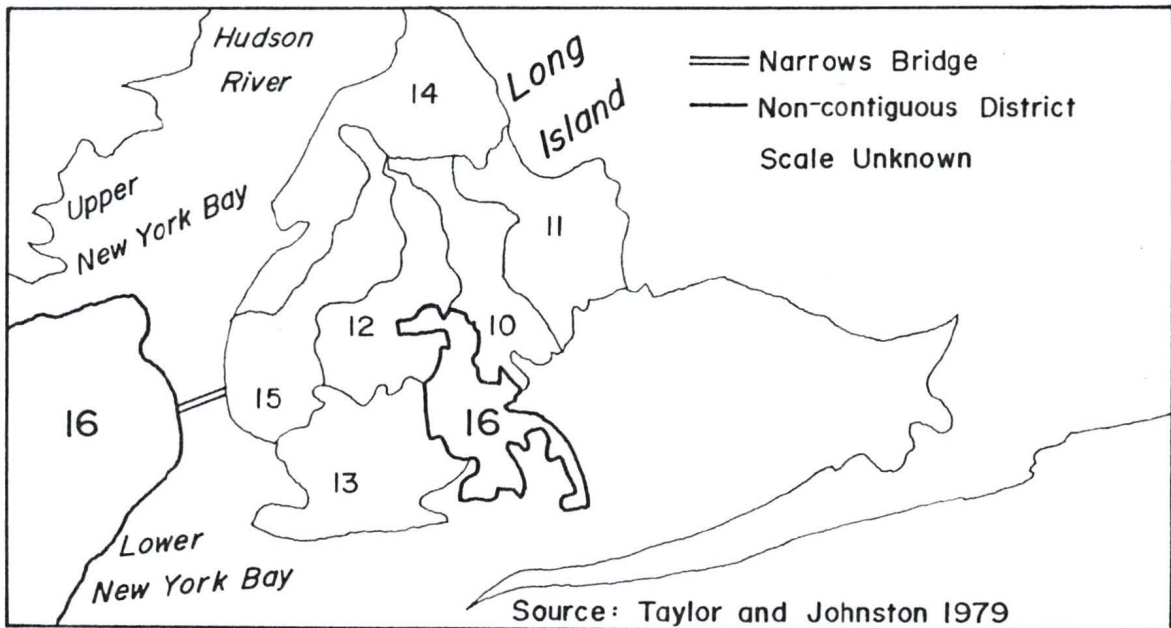 Hudson
River
Long
Island
Narrows Bridge
Non-contiguous District
Scale Unknown
14
Upper
New York Bay
11
12
10
15
16
16
13
Lower
New York Bay
Source: Taylor and Johnston 1979